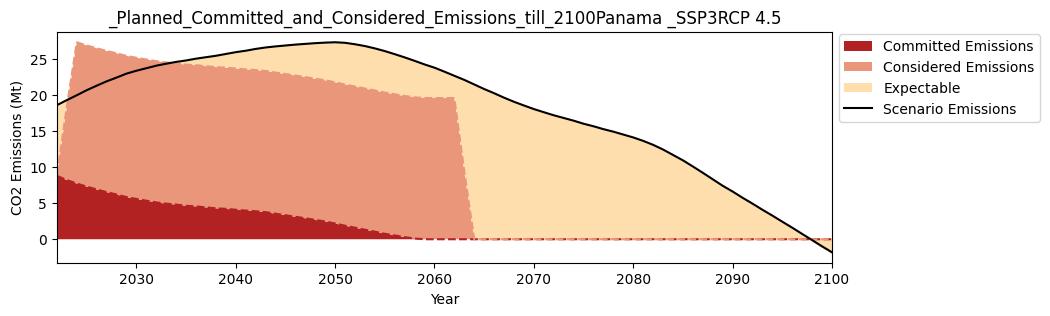 _Planned_Committed_and_Considered_Emissions_till_2100Panama _SSP3RCP 4.5
CO2 Emissions (Mt)
25
20
15
10
5
0
2030 2040 2050 2060 2070 2080 2090 2100
Year
Committed Emissions
Considered Emissions
Expectable
Scenario Emissions